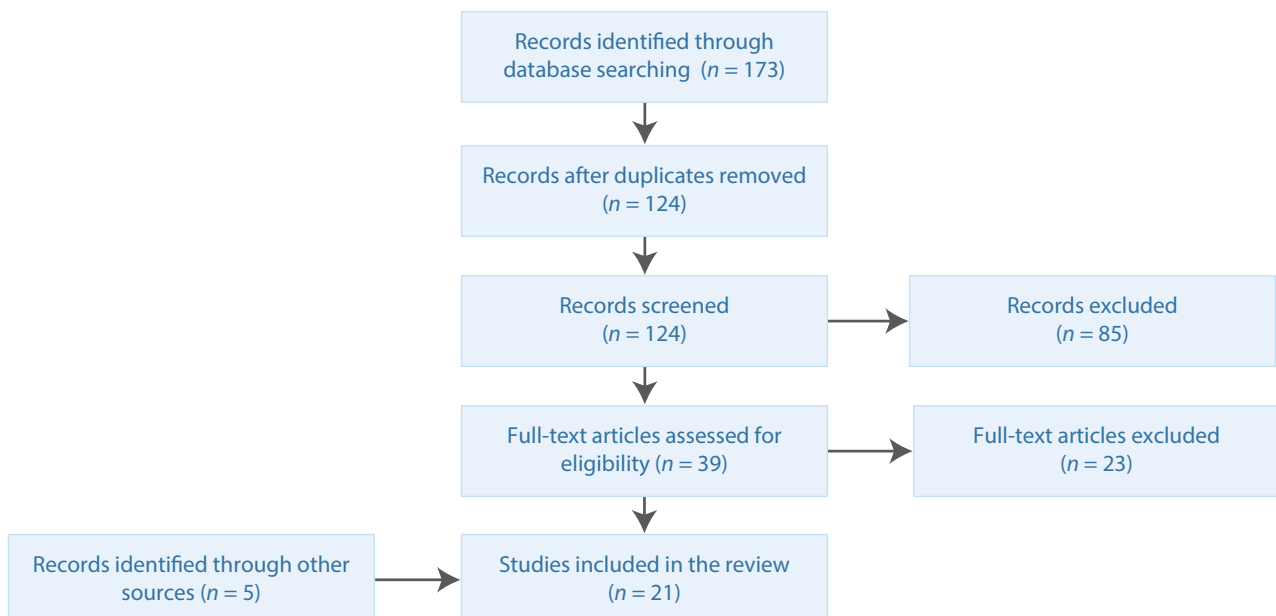 Records identified through
database searching (n = 173)
Records after duplicates removed
(n = 124)
Records screened
(n = 124)
Records excluded
(n = 85)
Full-text articles assessed for
eligibility (n = 39)
Full-text articles excluded
(n = 23)
Records identified through other
sources (n = 5)
Studies included in the review
(n = 21)